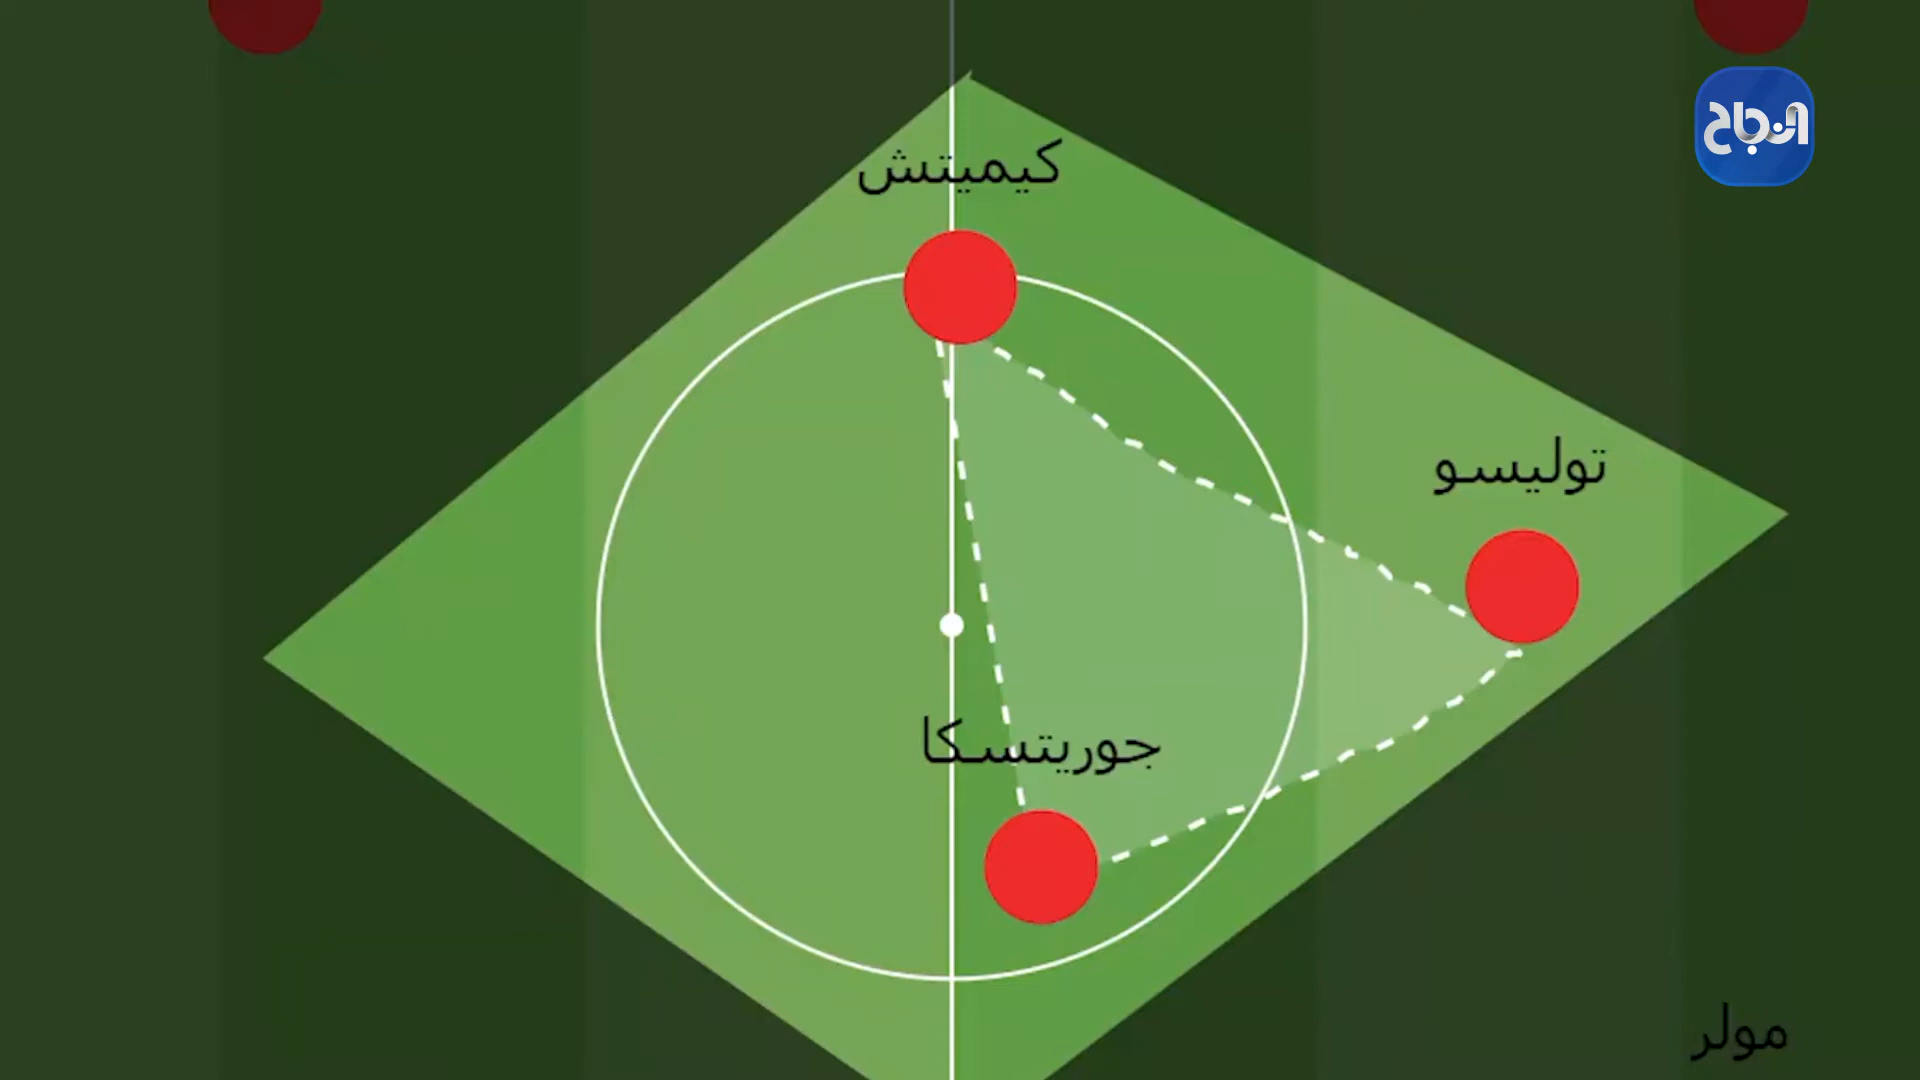 النجاح
كيميتش
توليسو
جوريتسكا
مولر